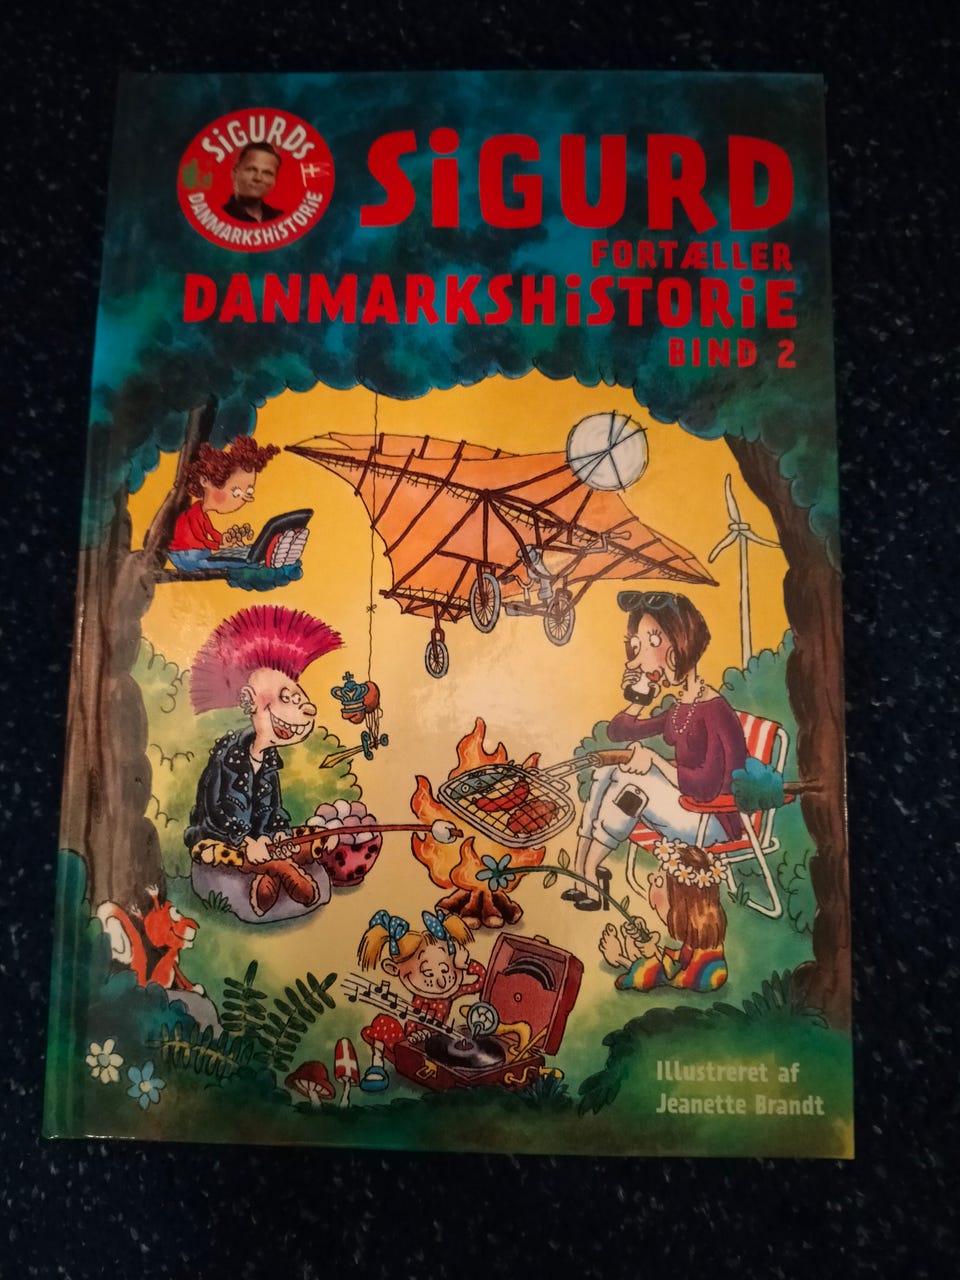 SiGURDS
DANMARKSHiSTORiE
SiGURD
FORTÆLLER
DANMARKSHiSTORiE
BIND 2
Illustreret af
Jeanette Brandt